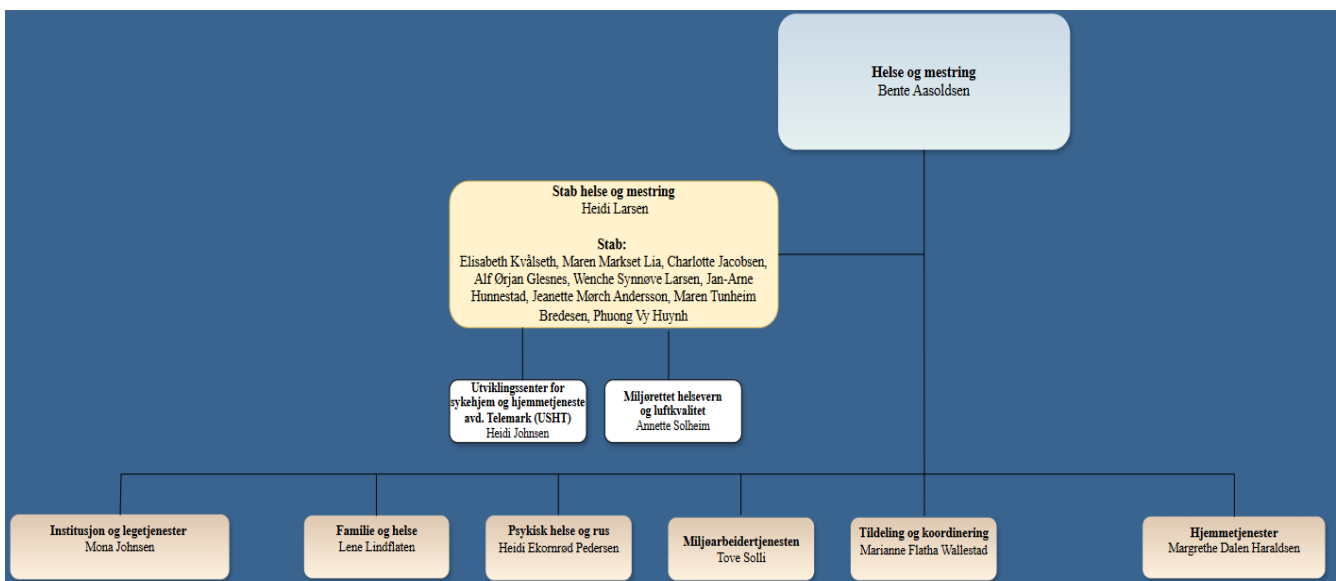 Helse og mestring
Bente Aasoldsen
Stab helse og mestring
Heidi Larsen
Stab:
Elisabeth Kvålseth, Maren Markset Lia, Charlotte Jacobsen,
Alf Ørjan Glesnes, Wenche Synnøve Larsen, Jan-Arne
Hunnestad, Jeanette Mørch Andersson, Maren Tunheim
Bredesen, Phuong Vy Huynh
Utviklingssenter for
sykehjem og hjemmetjeneste
avd. Telemark (USHT)
Heidi Johnsen
Miljørettet helsevern
og luftkvalitet
Annette Solheim
Institusjon og legetjenester
Mona Johnsen
Familie og helse
Lene Lindflaten
Psykisk helse og rus
Heidi Ekornrød Pedersen
Miljøarbeidertjenesten
Tove Solli
Tildeling og koordinering
Marianne Flatha Wallestad
Hjemmetjenester
Margrethe Dalen Haraldsen